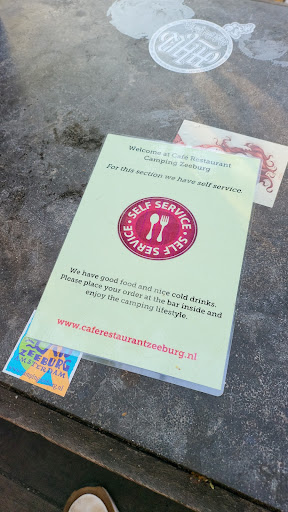 Welcome at Café Restaurant
Camping Zeeburg
For this section we have self service.
SELF SERVICE • SELF SERVICE •
We have good food and nice cold drinks.
Please place your order at the bar inside and
enjoy the camping lifestyle.
www.caferestaurantzeeburg.nl
ZEEBURG